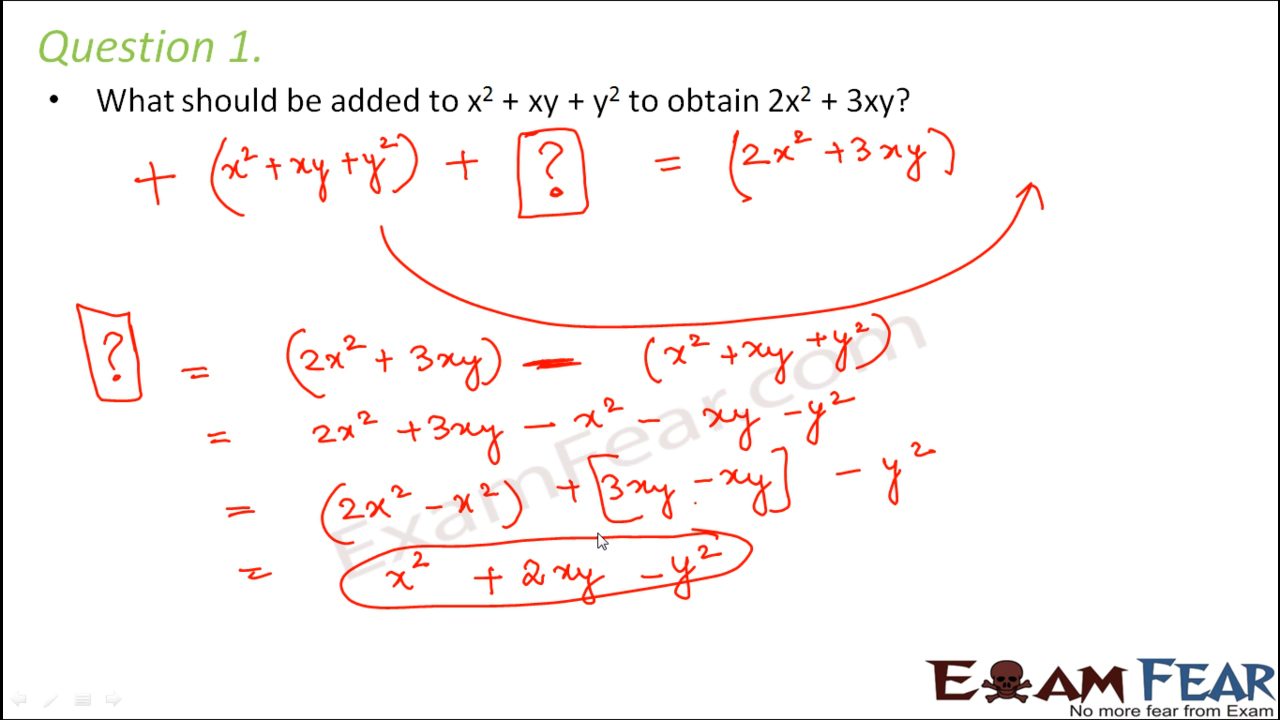 Question 1.
• What should be added to x² + xy + y² to obtain 2x² + 3xy?
+ (x² + xy + y²) + ? = (2x² + 3xy)
? = (2x² + 3xy) − (x² + xy + y²)
= 2x² + 3xy − x² − xy − y²
= (2x² − x²) + [3xy − xy] − y²
= x² + 2xy − y²
ExamFear.com
EXAM FEAR
No more fear from Exam